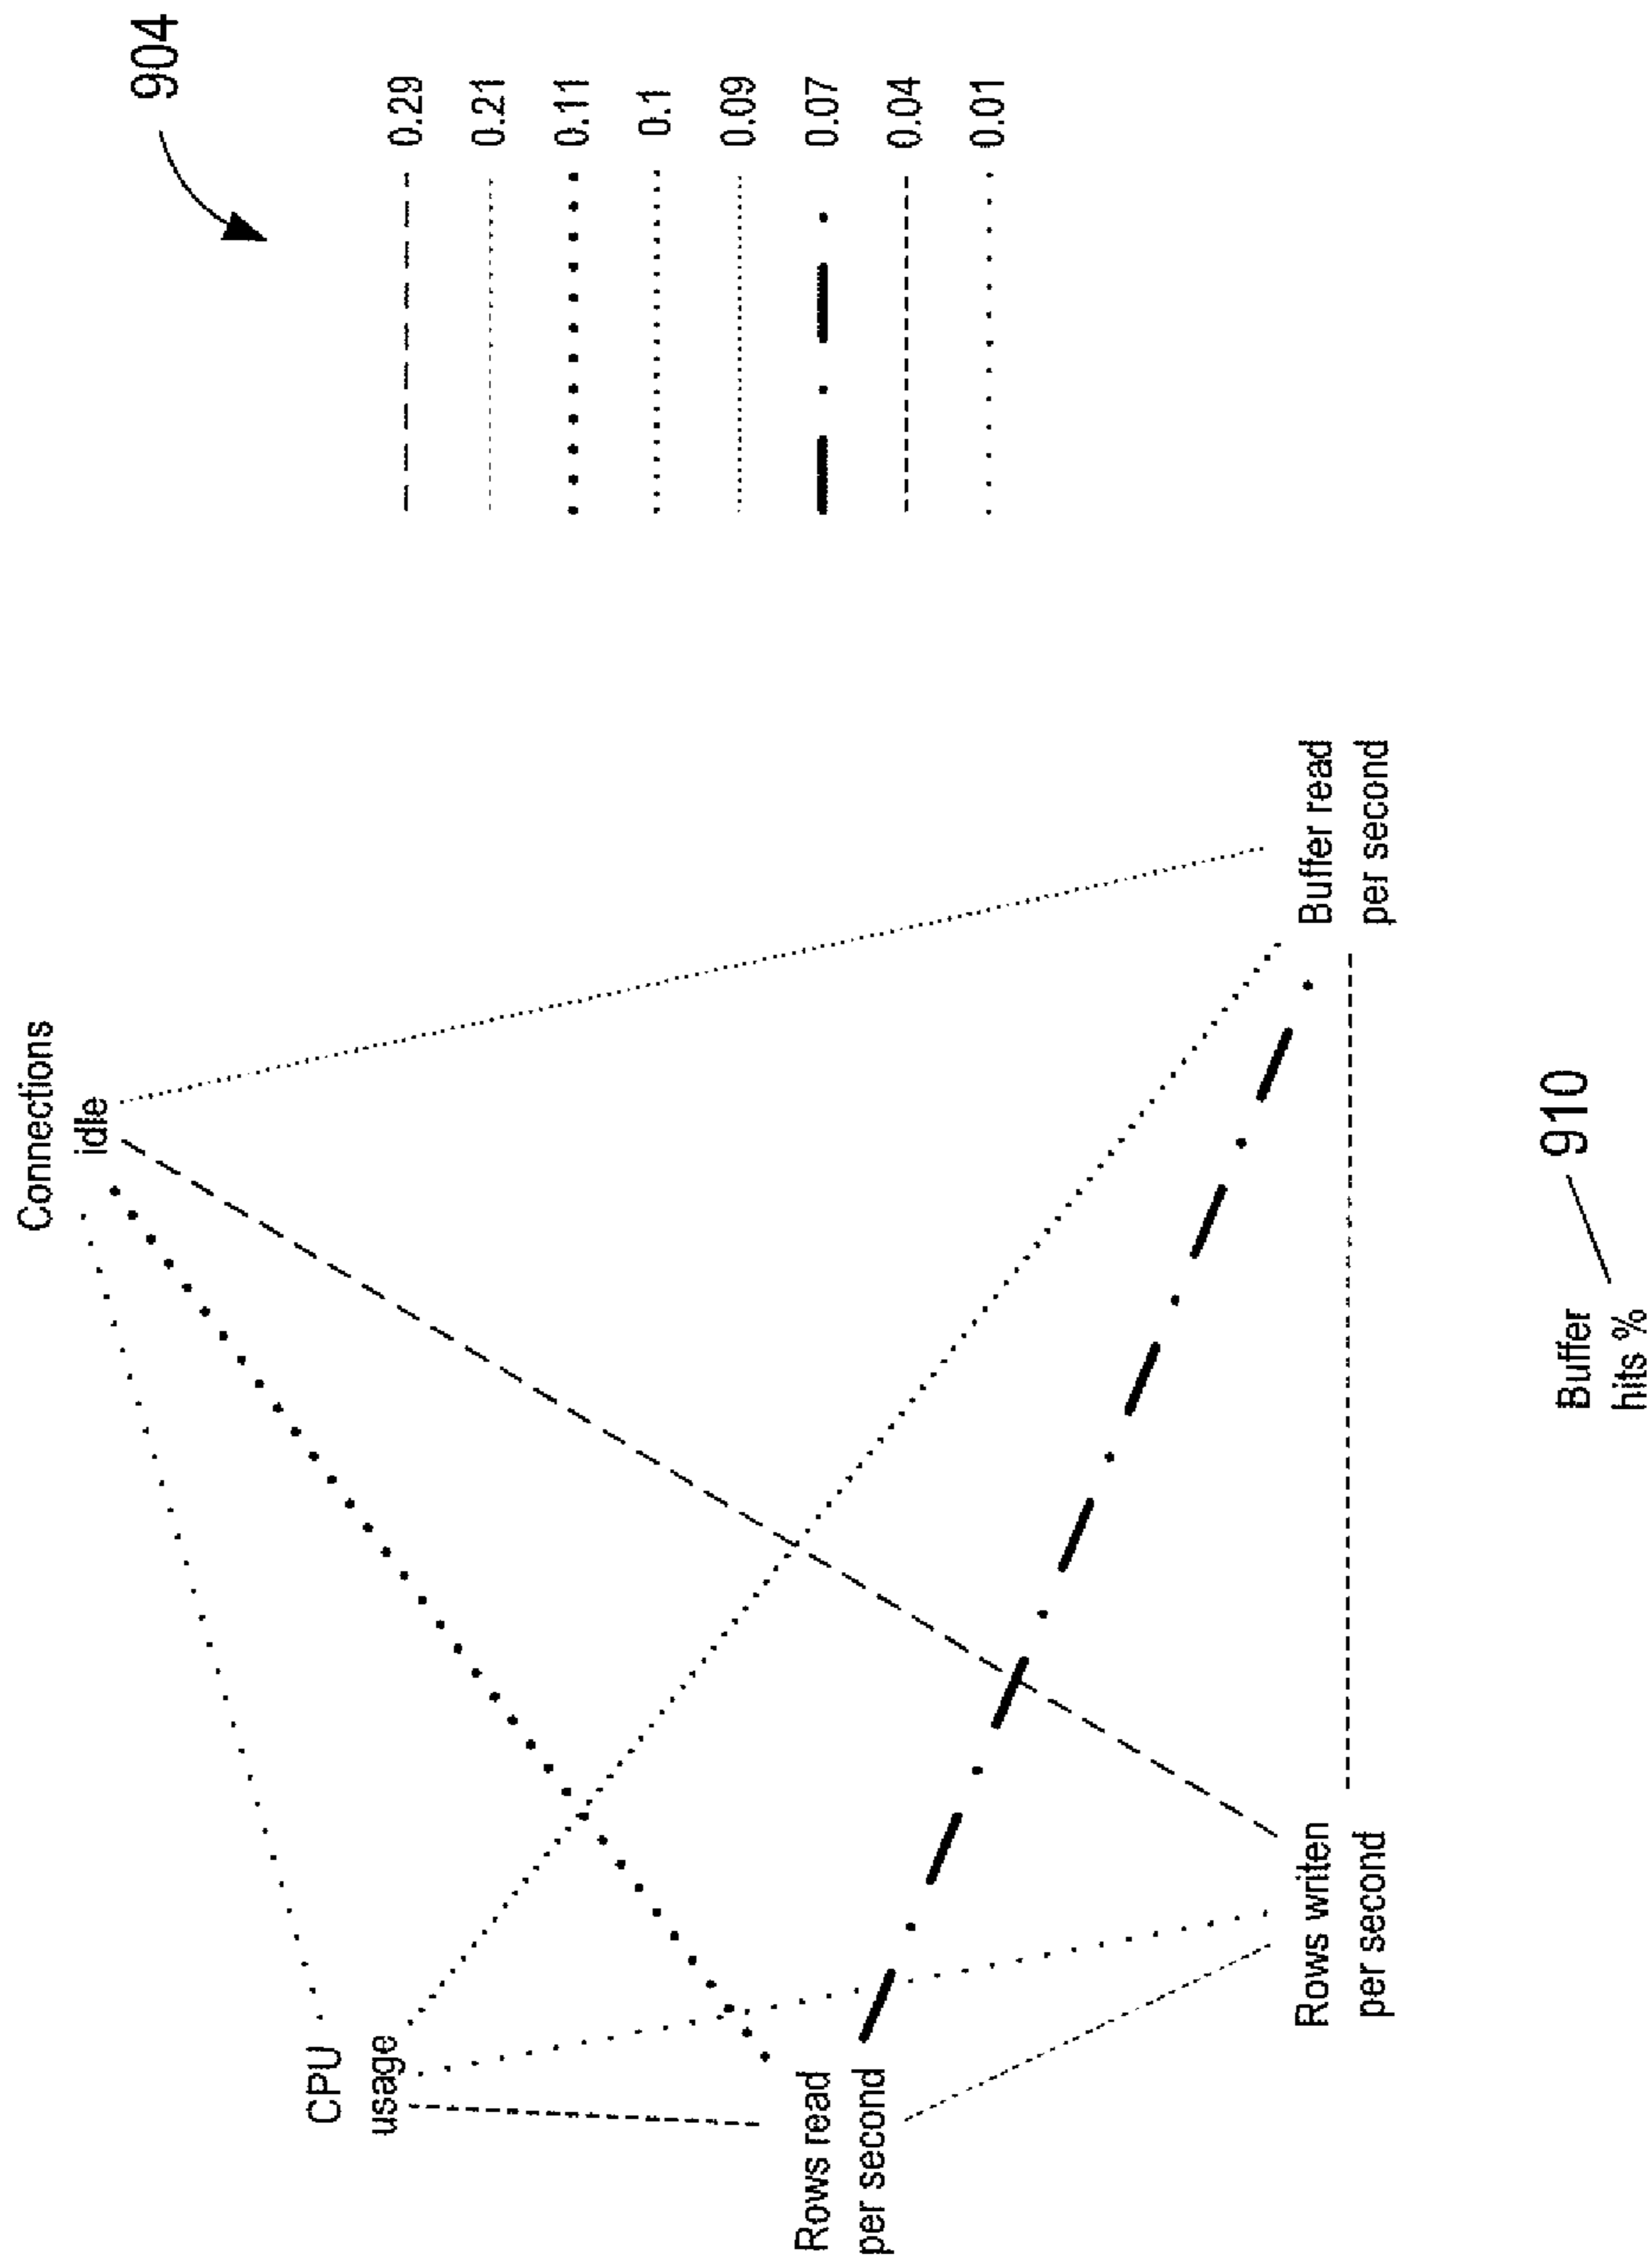 904
Connections
idle
CPU
usage
Rows read
per second
Rows writen
per second
Buffer read
per second
Buffer
hits %
910
0.29
0.21
0.11
0.1
0.09
0.07
0.04
0.01